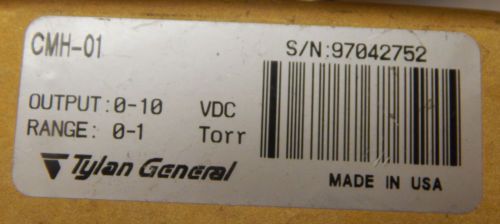 CMH-01
S/N:97042752
OUTPUT: 0-10 VDC
RANGE: 0-1 Torr
Tylan General
MADE IN USA